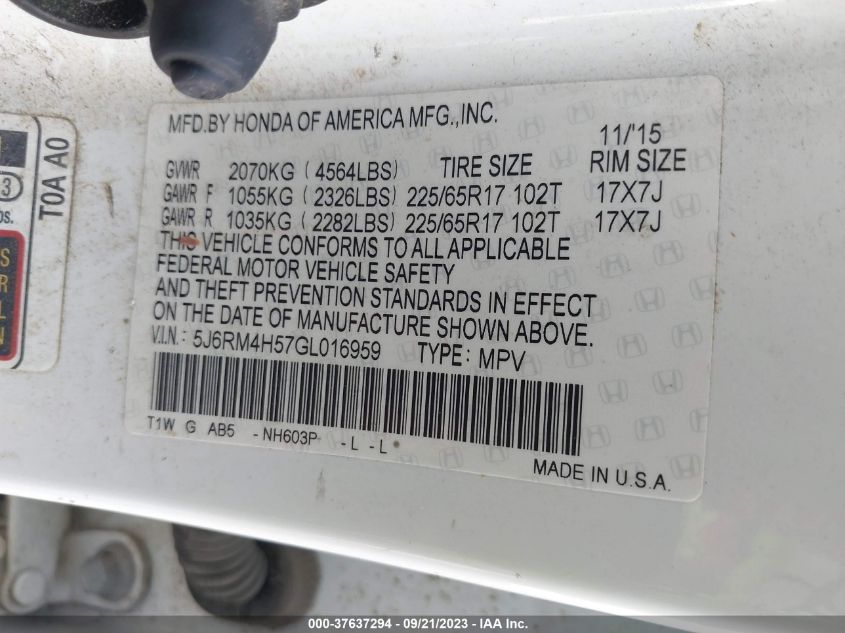 MFD.BY HONDA OF AMERICA MFG.,INC.
11/'15
GVWR 2070KG (4564LBS) TIRE SIZE RIM SIZE
GAWR F 1055KG (2326LBS) 225/65R17 102T 17X7J
GAWR R 1035KG (2282LBS) 225/65R17 102T 17X7J
THIS VEHICLE CONFORMS TO ALL APPLICABLE
FEDERAL MOTOR VEHICLE SAFETY
AND THEFT PREVENTION STANDARDS IN EFFECT
ON THE DATE OF MANUFACTURE SHOWN ABOVE.
V.I.N.: 5J6RM4H57GL016959 TYPE: MPV
T1W G AB5 -NH603P -L -L
MADE IN U.S.A.
T0A A0
3
os.
S
R
L
N
000-37637294 - 09/21/2023 - IAA Inc.